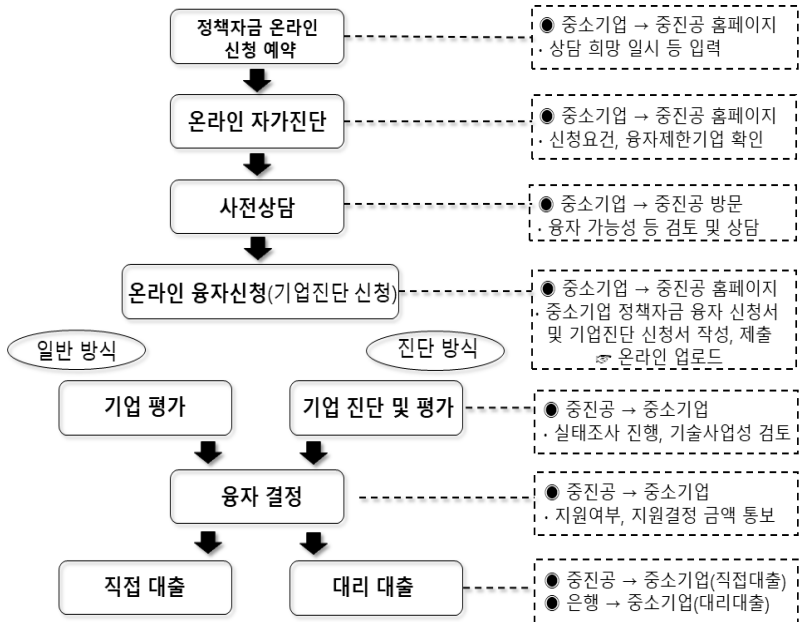 정책자금 온라인
신청 예약
◉ 중소기업 → 중진공 홈페이지
· 상담 희망 일시 등 입력
온라인 자가진단
◉ 중소기업 → 중진공 홈페이지
· 신청요건, 융자제한기업 확인
사전상담
◉ 중소기업 → 중진공 방문
· 융자 가능성 등 검토 및 상담
온라인 융자신청(기업진단 신청)
◉ 중소기업 → 중진공 홈페이지
· 중소기업 정책자금 융자 신청서
및 기업진단 신청서 작성, 제출
☞ 온라인 업로드
일반 방식
진단 방식
기업 평가
기업 진단 및 평가
◉ 중진공 → 중소기업
· 실태조사 진행, 기술사업성 검토
융자 결정
◉ 중진공 → 중소기업
· 지원여부, 지원결정 금액 통보
직접 대출
대리 대출
◉ 중진공 → 중소기업(직접대출)
◉ 은행 → 중소기업(대리대출)